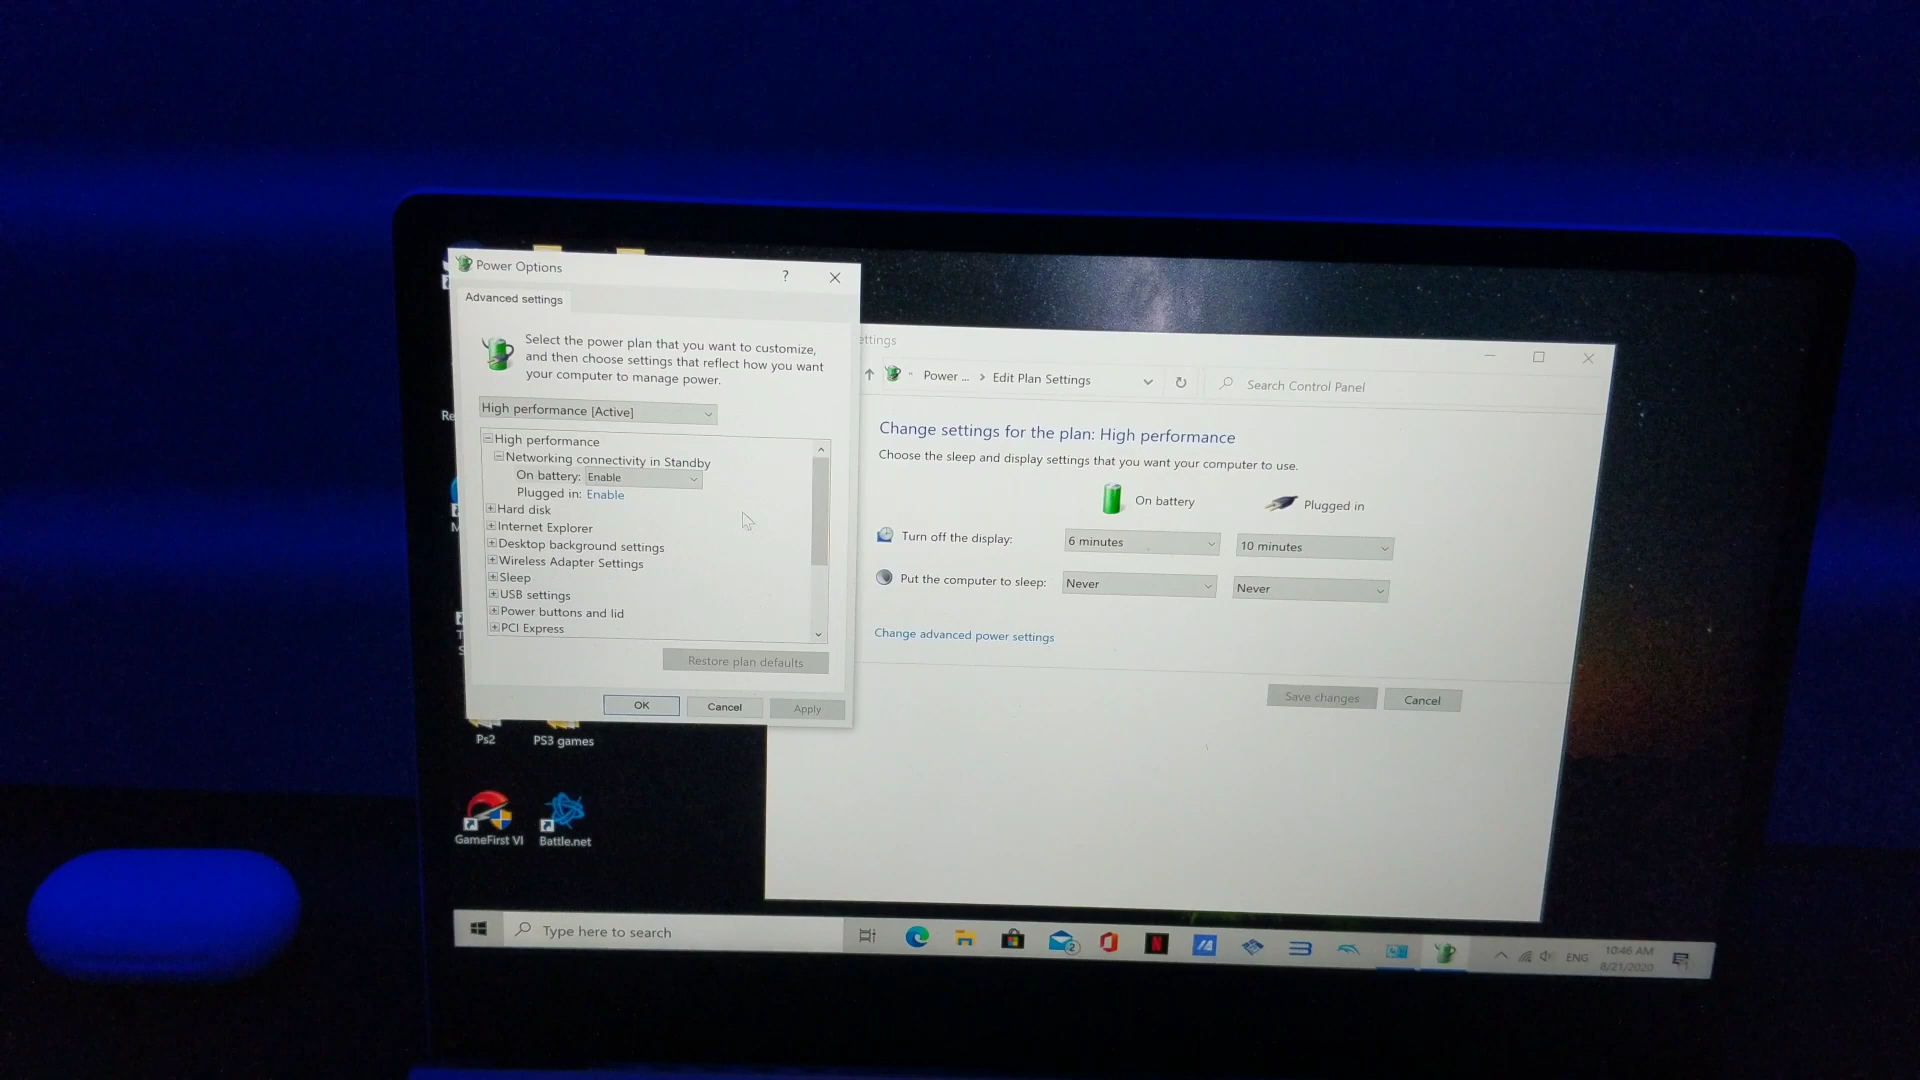 Power Options
?
Advanced settings
Select the power plan that you want to customize,
and then choose settings that reflect how you want
your computer to manage power.
High performance [Active]
High performance
Networking connectivity in Standby
On battery: Enable
Plugged in: Enable
Hard disk
Internet Explorer
Desktop background settings
Wireless Adapter Settings
Sleep
USB settings
Power buttons and lid
PCI Express
Restore plan defaults
OK
Cancel
Apply
ettings
Power ... > Edit Plan Settings
Search Control Panel
Change settings for the plan: High performance
Choose the sleep and display settings that you want your computer to use.
On battery
Plugged in
Turn off the display:
6 minutes
10 minutes
Put the computer to sleep:
Never
Never
Change advanced power settings
Save changes
Cancel
Re
Ps2
PS3 games
GameFirst VI
Battle.net
Type here to search
2
N
ENG
10:46 AM
8/21/2020